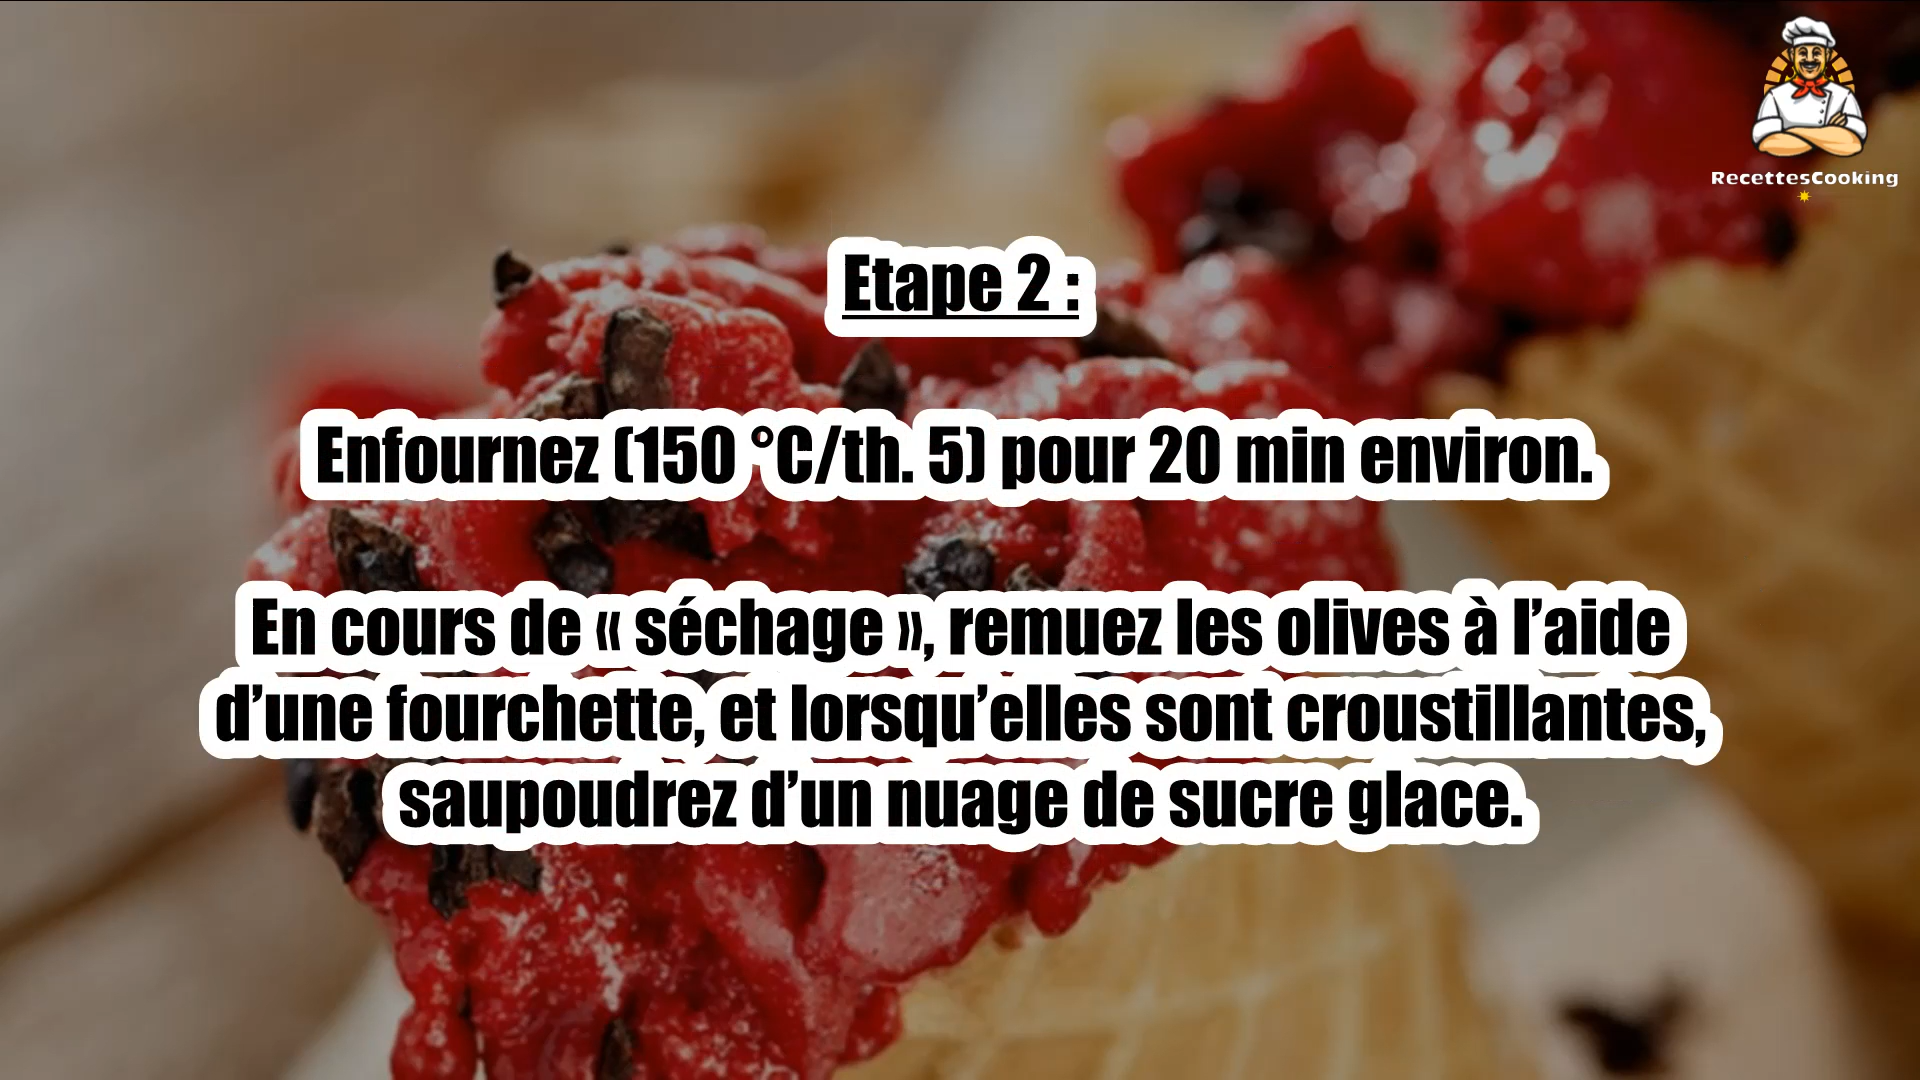 RecettesCooking
Etape 2 :
Enfournez (150 °C/th. 5) pour 20 min environ.
En cours de « séchage », remuez les olives à l’aide
d’une fourchette, et lorsqu’elles sont croustillantes,
saupoudrez d’un nuage de sucre glace.